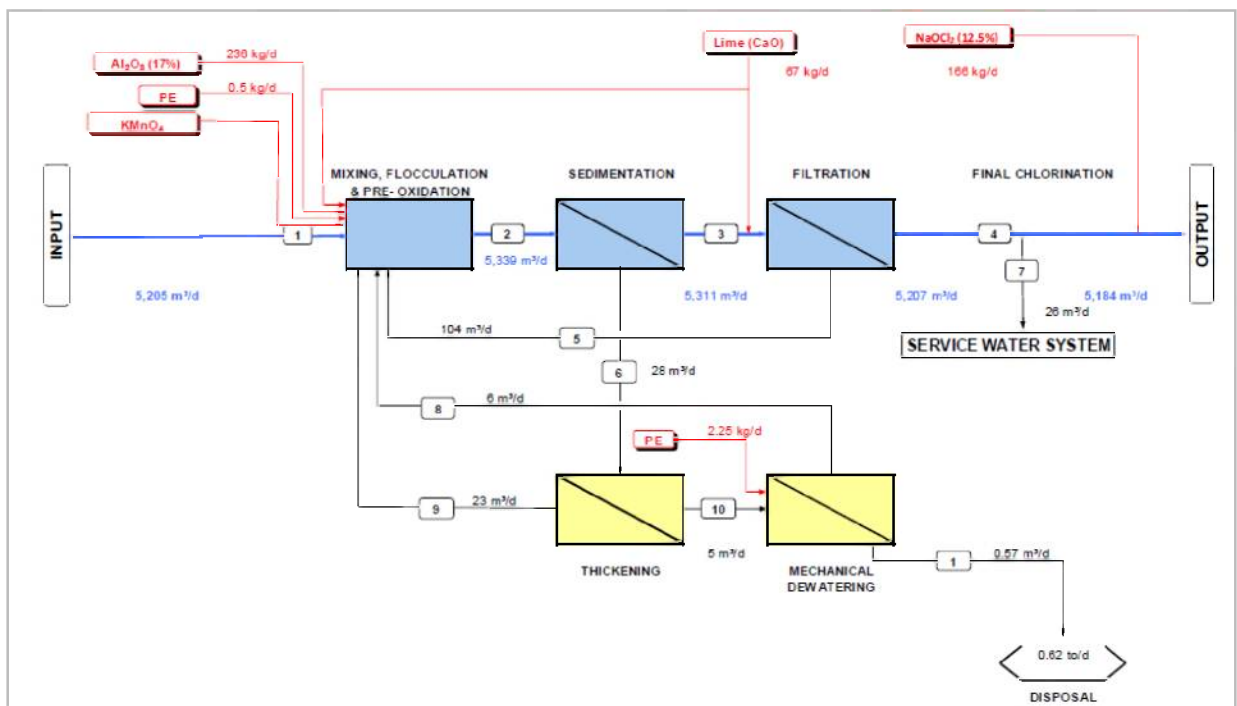 Lime (CaO)
67 kg/d
NaOCl₂ (12.5%)
166 kg/d
Al₂O₃ (17%)
236 kg/d
PE
0.5 kg/d
KMnO₄
MIXING, FLOCCULATION
& PRE- OXIDATION
SEDIMENTATION
FILTRATION
FINAL CHLORINATION
INPUT
1
2
3
4
OUTPUT
5,205 m³/d
5,339 m³/d
5,311 m³/d
5,207 m³/d
7
5,184 m³/d
26 m³/d
SERVICE WATER SYSTEM
104 m³/d
5
6
28 m³/d
8
6 m³/d
PE
2.25 kg/d
9
23 m³/d
10
5 m³/d
THICKENING
MECHANICAL
DEWATERING
1
0.57 m³/d
0.62 to/d
DISPOSAL